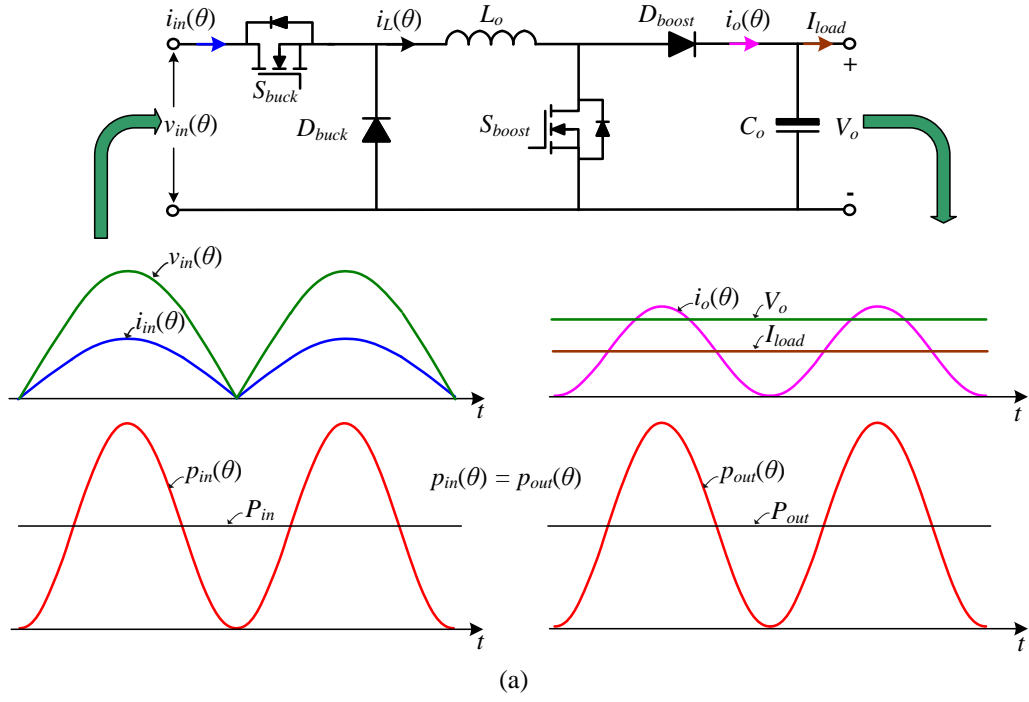 i_in(θ)
i_L(θ)
L_o
D_boost
i_o(θ)
I_load
+
S_buck
v_in(θ)
D_buck
S_boost
C_o
V_o
-
v_in(θ)
i_in(θ)
t
i_o(θ)
V_o
I_load
t
p_in(θ)
P_in
t
p_in(θ) = p_out(θ)
p_out(θ)
P_out
t
(a)